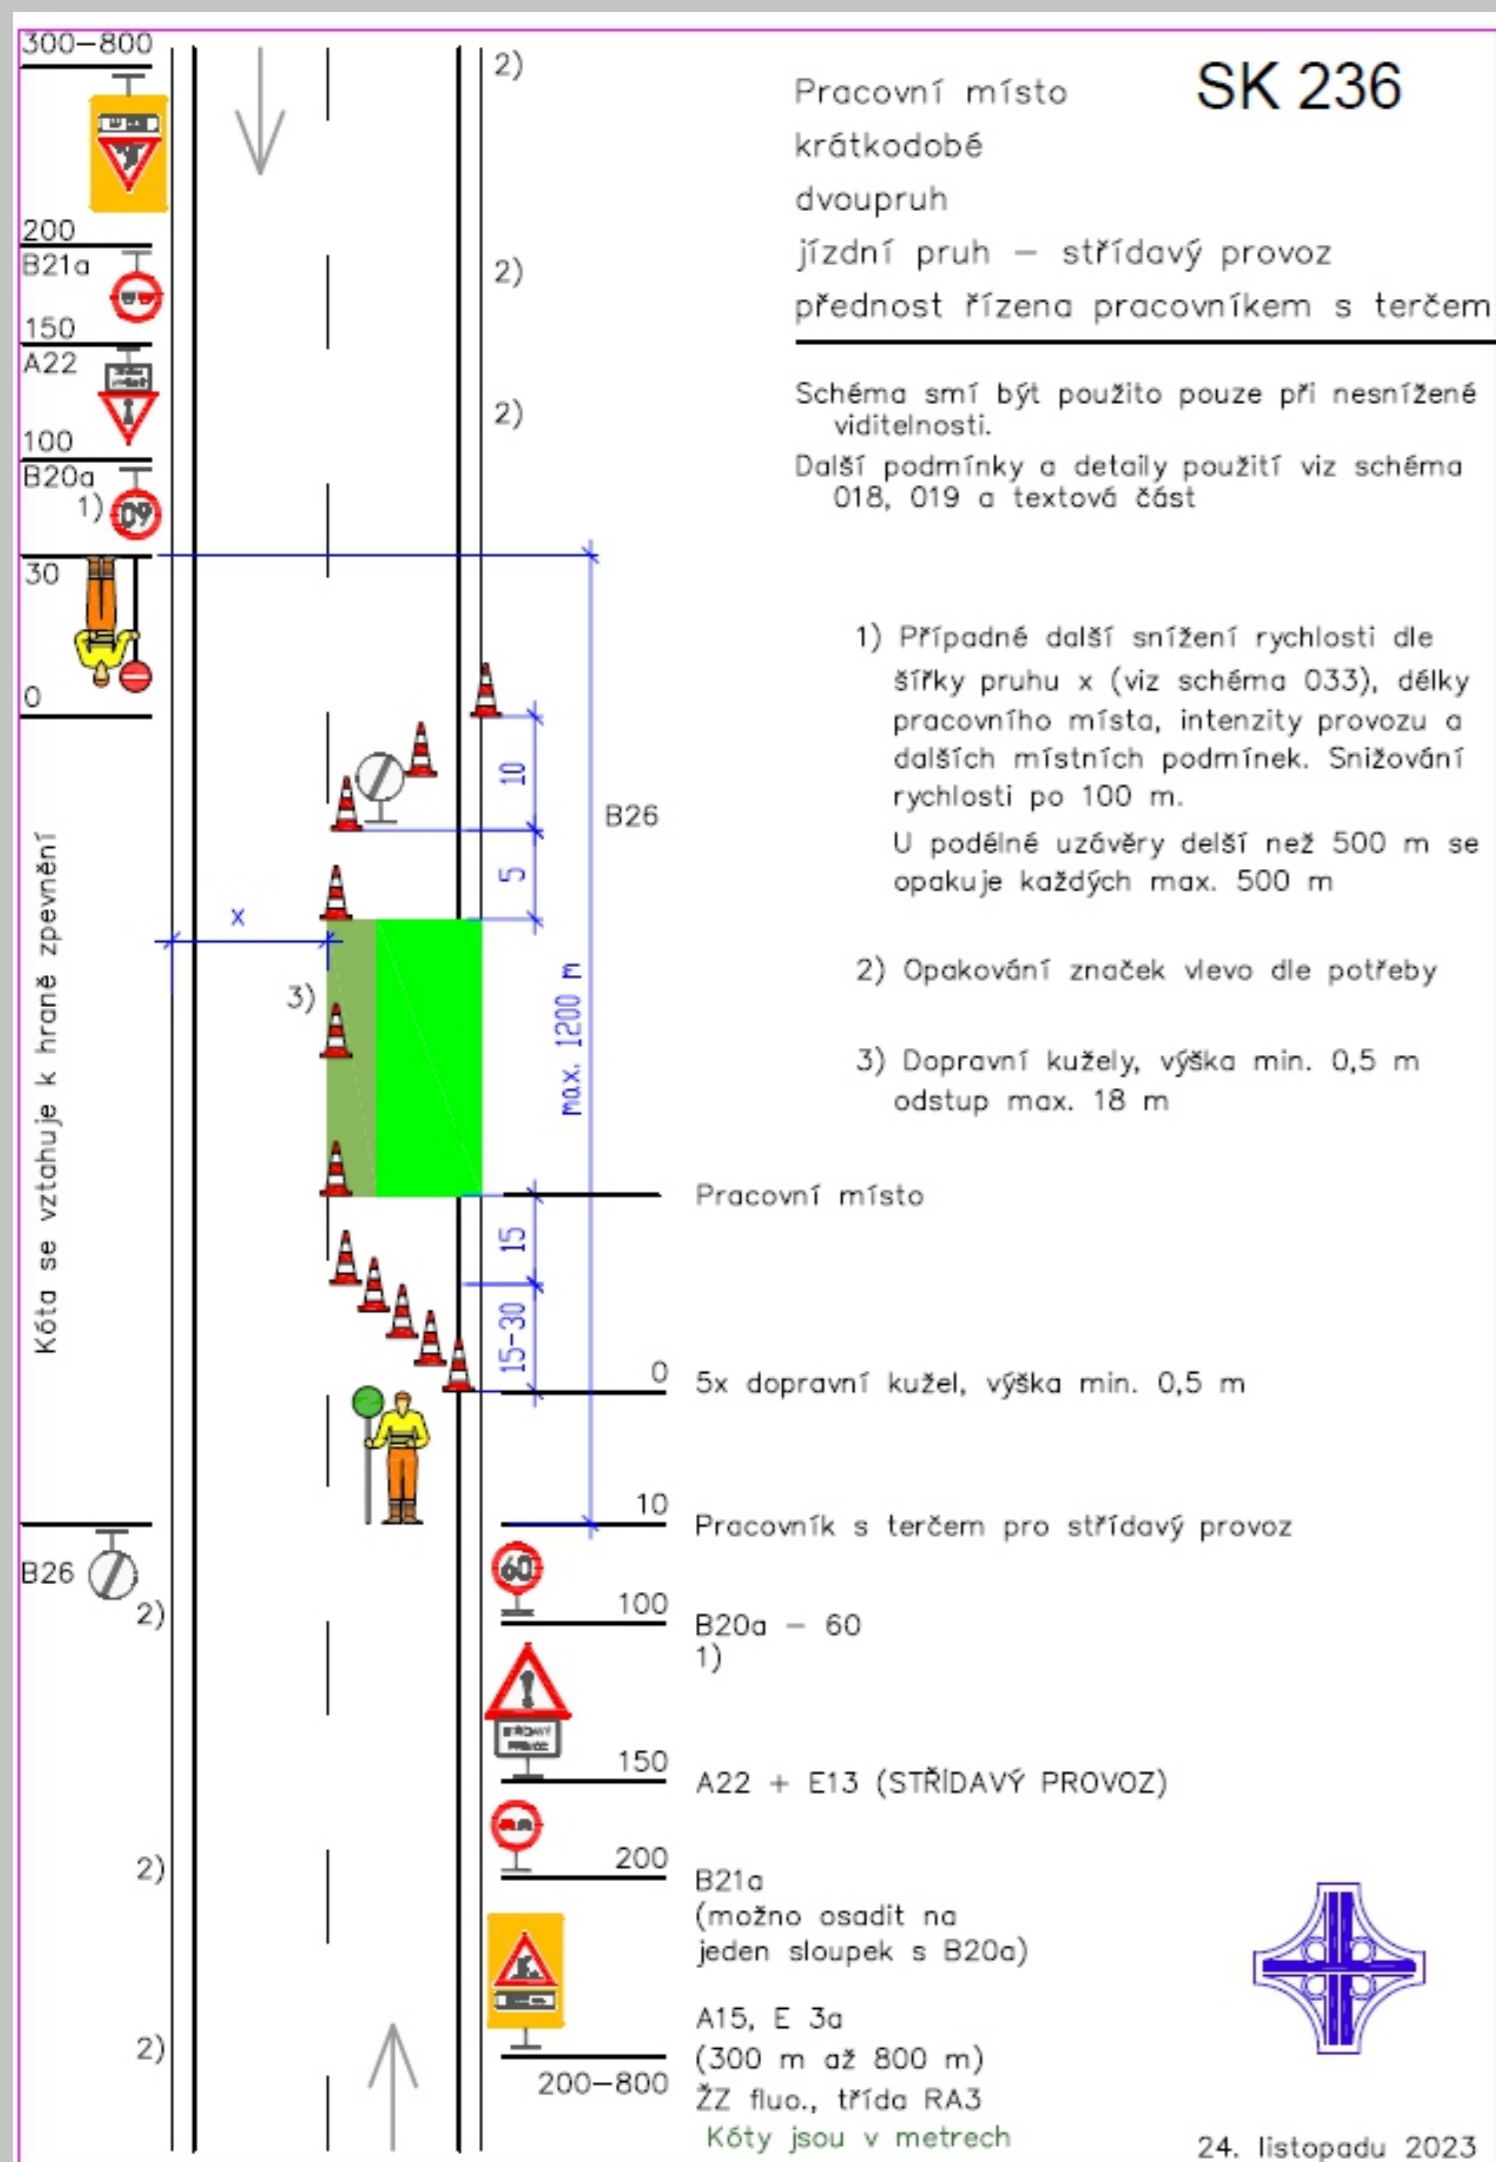 300-800
200
B21a
150
A22
100
B20a
1)
60
30
0
2)
2)
2)
Pracovní místo
SK 236
krátkodobé
dvoupruh
jízdní pruh – střídavý provoz
přednost řízena pracovníkem s terčem
Schéma smí být použito pouze při nesnížené
viditelnosti.
Další podmínky a detaily použití viz schéma
018, 019 a textová část
1) Případné další snížení rychlosti dle
šířky pruhu x (viz schéma 033), délky
pracovního místa, intenzity provozu a
dalších místních podmínek. Snižování
rychlosti po 100 m.
U podélné uzávěry delší než 500 m se
opakuje každých max. 500 m
2) Opakování značek vlevo dle potřeby
3) Dopravní kužely, výška min. 0,5 m
odstup max. 18 m
10
B26
5
x
3)
max. 1200 m
Kóta se vztahuje k hraně zpevnění
Pracovní místo
15
15-30
0
5x dopravní kužel, výška min. 0,5 m
10
Pracovník s terčem pro střídavý provoz
B26
2)
60
100
B20a – 60
1)
STŘÍDAVÝ
PROVOZ
150
A22 + E13 (STŘÍDAVÝ PROVOZ)
2)
200
B21a
(možno osadit na
jeden sloupek s B20a)
2)
A15, E 3a
(300 m až 800 m)
200-800
ŽZ fluo., třída RA3
Kóty jsou v metrech
24. listopadu 2023